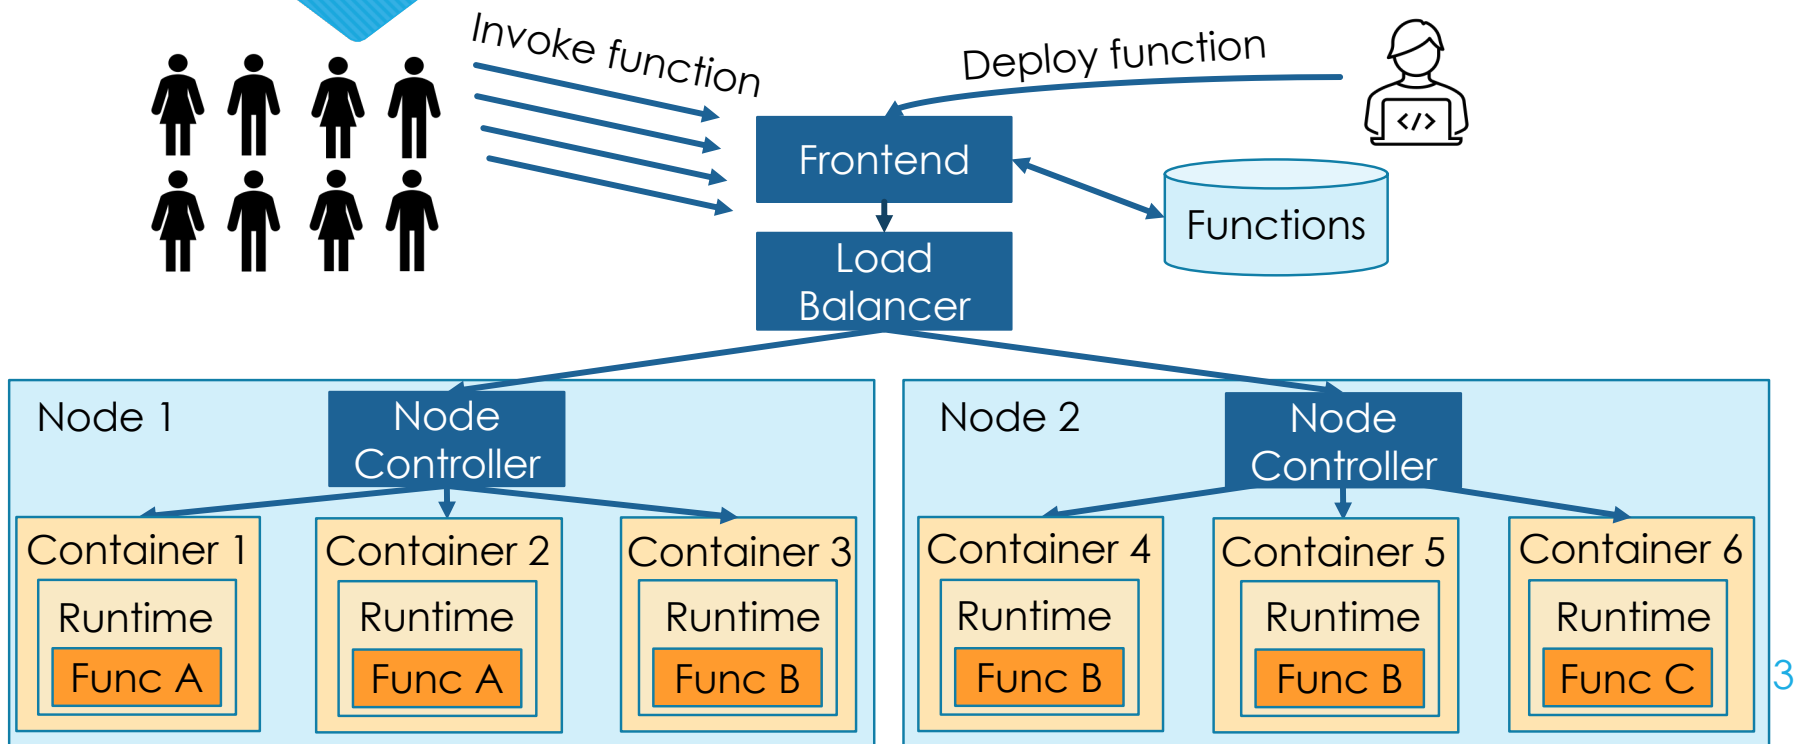 Invoke function
Deploy function
</>
Frontend
Functions
Load
Balancer
Node 1
Node
Controller
Node 2
Node
Controller
Container 1
Runtime
Func A
Container 2
Runtime
Func A
Container 3
Runtime
Func B
Container 4
Runtime
Func B
Container 5
Runtime
Func B
Container 6
Runtime
Func C
3